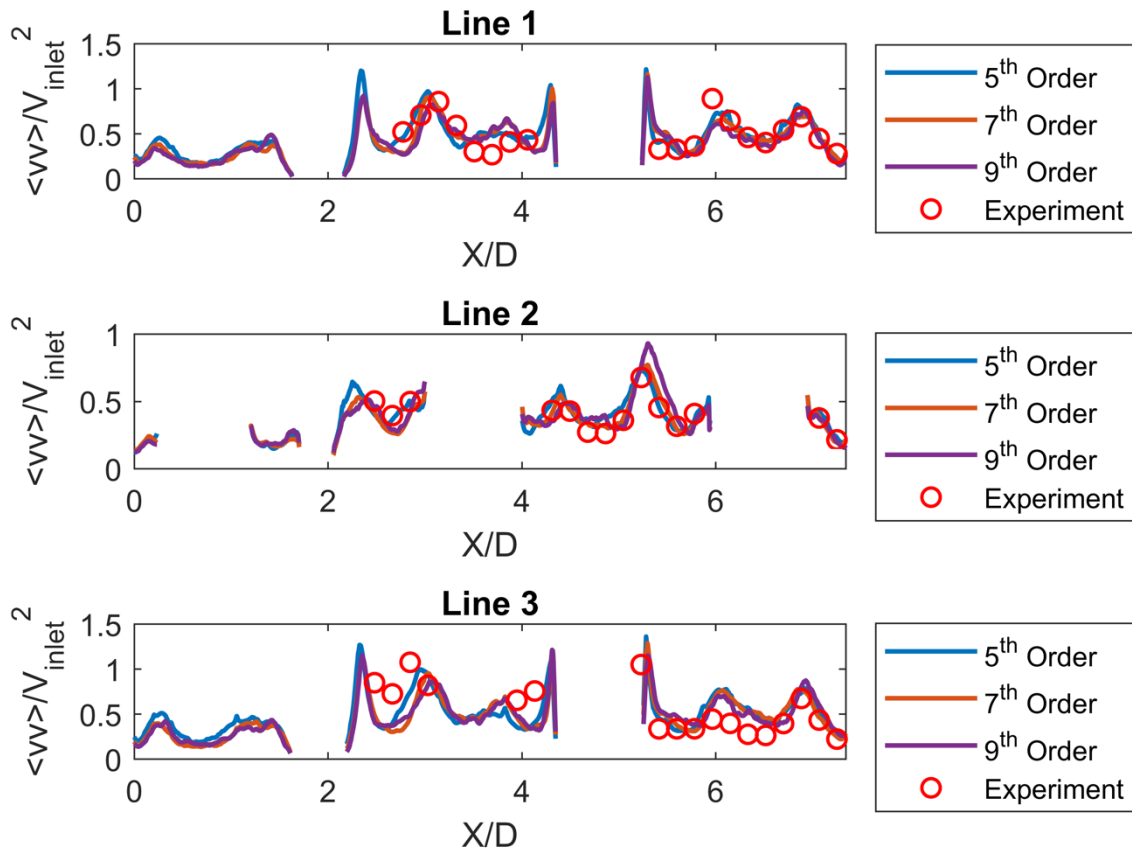 Line 1
<vv>/V_inlet^2
1.5
1
0.5
0
0 2 4 6
X/D
5th Order
7th Order
9th Order
Experiment
Line 2
<vv>/V_inlet^2
1
0.5
0
0 2 4 6
X/D
5th Order
7th Order
9th Order
Experiment
Line 3
<vv>/V_inlet^2
1.5
1
0.5
0
0 2 4 6
X/D
5th Order
7th Order
9th Order
Experiment